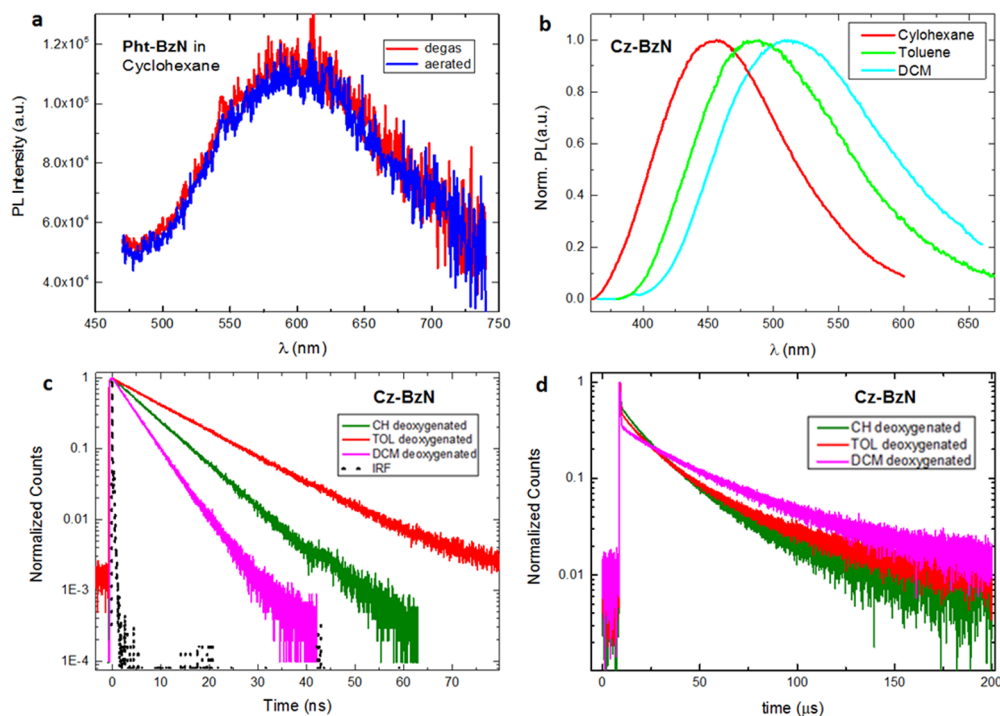 a
Pht-BzN in
Cyclohexane
degas
aerated
1.2x10⁵
1.0x10⁵
8.0x10⁴
6.0x10⁴
4.0x10⁴
PL Intensity (a.u.)
450 500 550 600 650 700 750
λ (nm)
b
Cz-BzN
Cylohexane
Toluene
DCM
1.0
0.8
0.6
0.4
0.2
0.0
Norm. PL(a.u.)
400 450 500 550 600 650
λ (nm)
c
Cz-BzN
CH deoxygenated
TOL deoxygenated
DCM deoxygenated
IRF
1
0.1
0.01
1E-3
1E-4
Normalized Counts
0 10 20 30 40 50 60 70
Time (ns)
d
Cz-BzN
CH deoxygenated
TOL deoxygenated
DCM deoxygenated
1
0.1
0.01
Normalized Counts
0 50 100 150 200
time (μs)